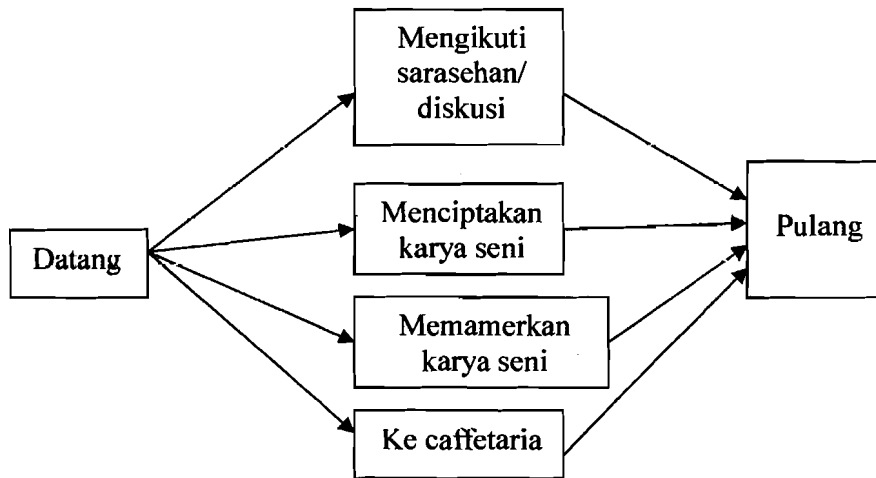 Datang
Mengikuti
sarasehan/
diskusi
Menciptakan
karya seni
Memamerkan
karya seni
Ke caffetaria
Pulang